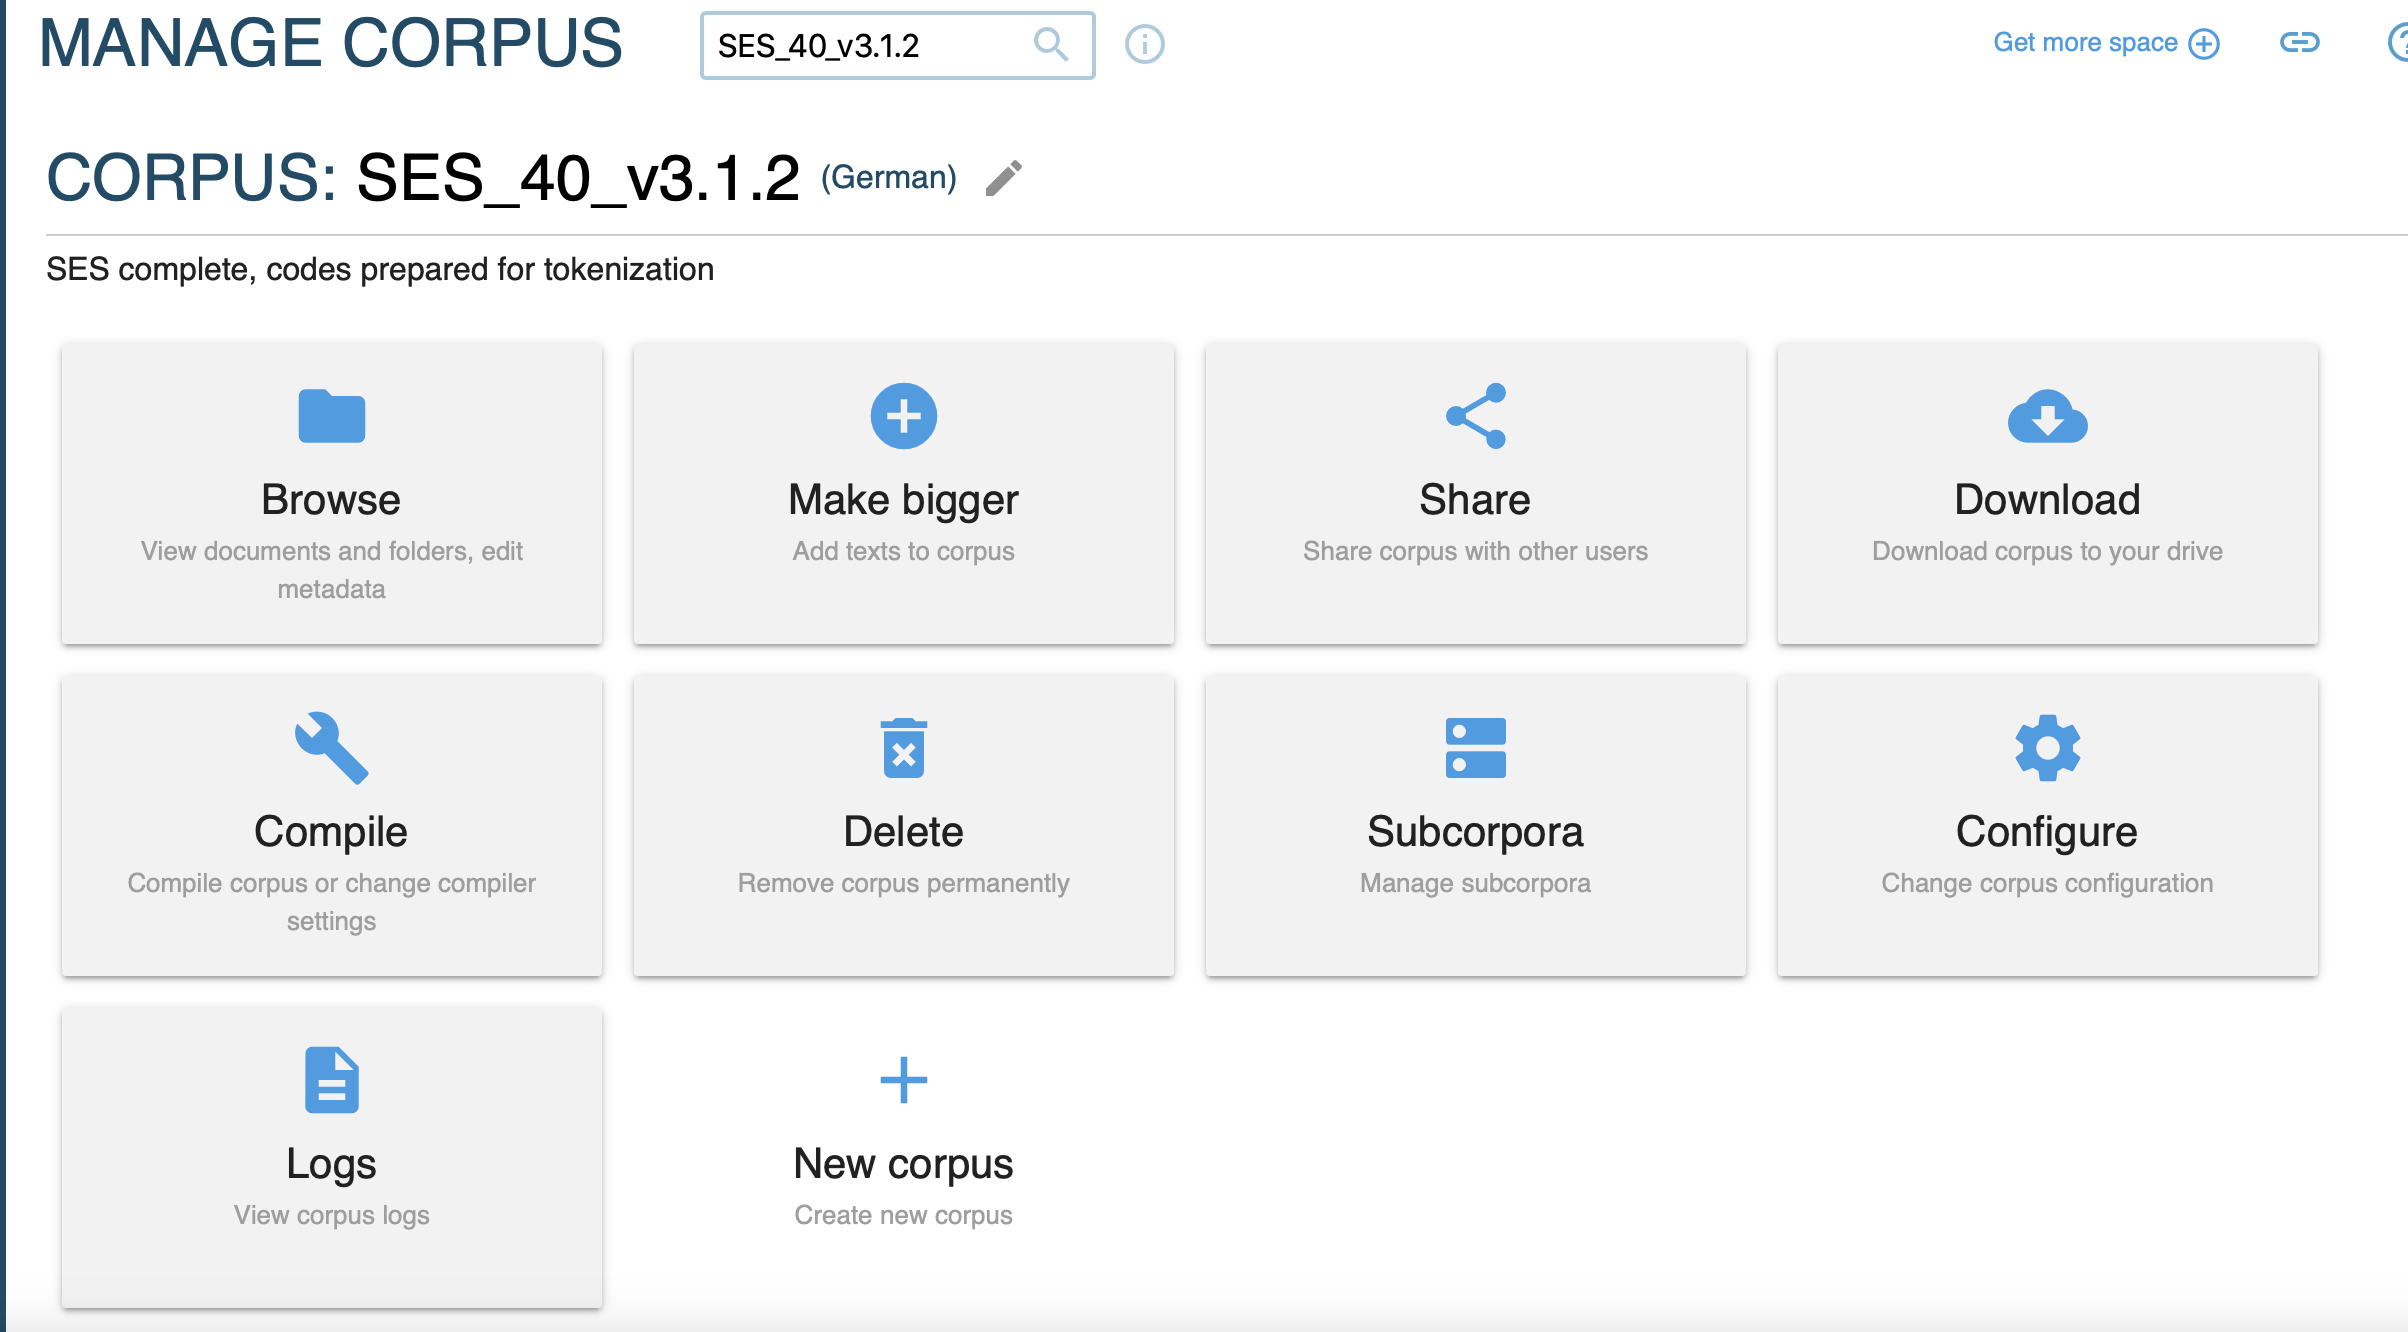 MANAGE CORPUS
SES_40_v3.1.2
Get more space
CORPUS: SES_40_v3.1.2 (German)
SES complete, codes prepared for tokenization
Browse
View documents and folders, edit
metadata
Make bigger
Add texts to corpus
Share
Share corpus with other users
Download
Download corpus to your drive
Compile
Compile corpus or change compiler
settings
Delete
Remove corpus permanently
Subcorpora
Manage subcorpora
Configure
Change corpus configuration
Logs
View corpus logs
New corpus
Create new corpus